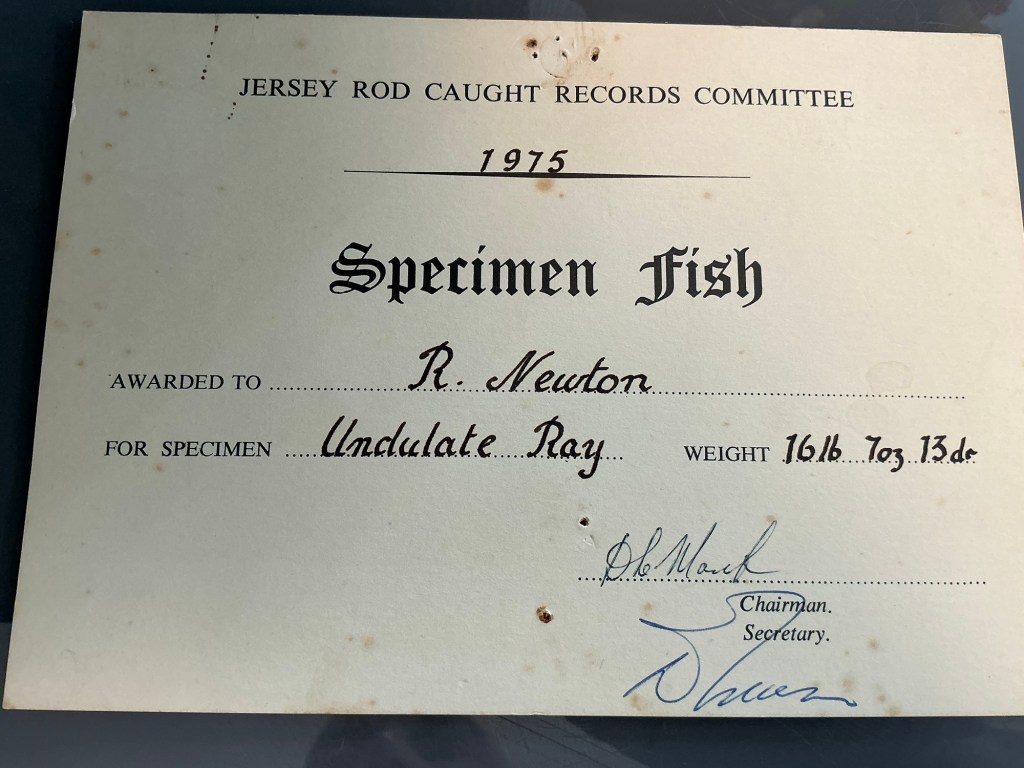 JERSEY ROD CAUGHT RECORDS COMMITTEE
1975
Specimen Fish
AWARDED TO R. Newton
FOR SPECIMEN Undulate Ray WEIGHT 16lb 7oz 13dr
Chairman.
Secretary.